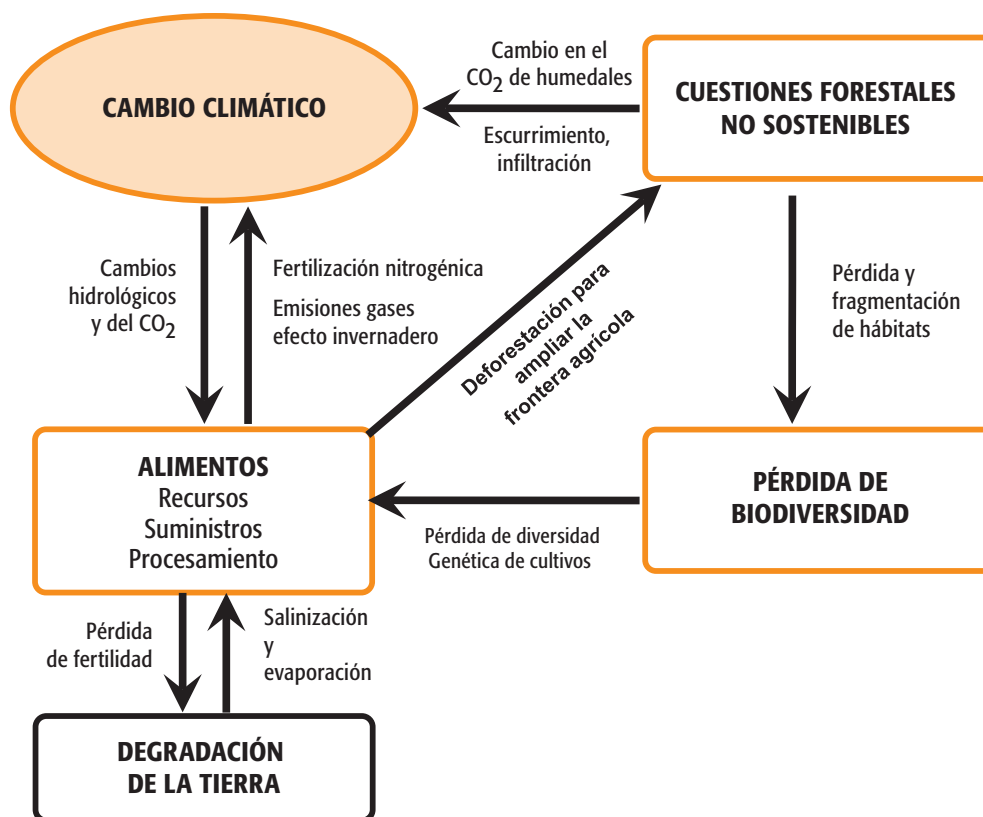 CAMBIO CLIMÁTICO
Cambio en el
CO2 de humedales
Escurrimiento,
infiltración
CUESTIONES FORESTALES
NO SOSTENIBLES
Cambios
hidrológicos
y del CO2
Fertilización nitrogénica
Emisiones gases
efecto invernadero
Deforestación para
ampliar la
frontera agrícola
Pérdida y
fragmentación
de hábitats
ALIMENTOS
Recursos
Suministros
Procesamiento
Pérdida de diversidad
Genética de cultivos
PÉRDIDA DE
BIODIVERSIDAD
Pérdida
de fertilidad
Salinización
y
evaporación
DEGRADACIÓN
DE LA TIERRA